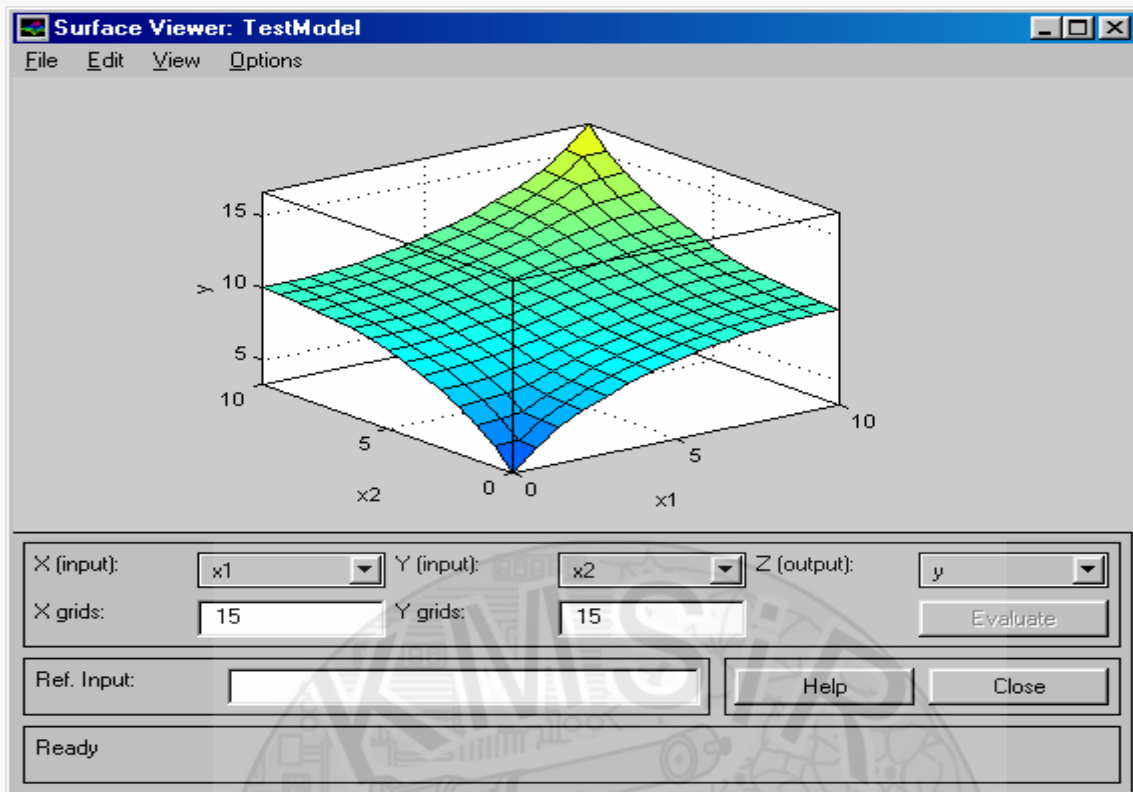 Surface Viewer: TestModel
File Edit View Options
15
10
5
y
10
5
0
x2
0
5
10
x1
X (input): x1 Y (input): x2 Z (output): y
X grids: 15 Y grids: 15 Evaluate
Ref. Input: Help Close
Ready
KMSiR